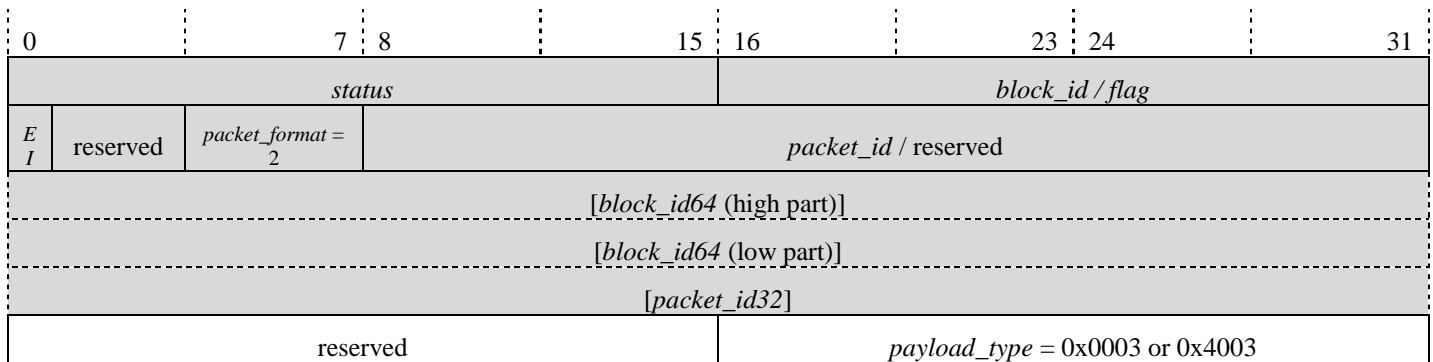 0 7 8 15 16 23 24 31
status block_id / flag
E
I reserved packet_format =
2 packet_id / reserved
[block_id64 (high part)]
[block_id64 (low part)]
[packet_id32]
reserved payload_type = 0x0003 or 0x4003